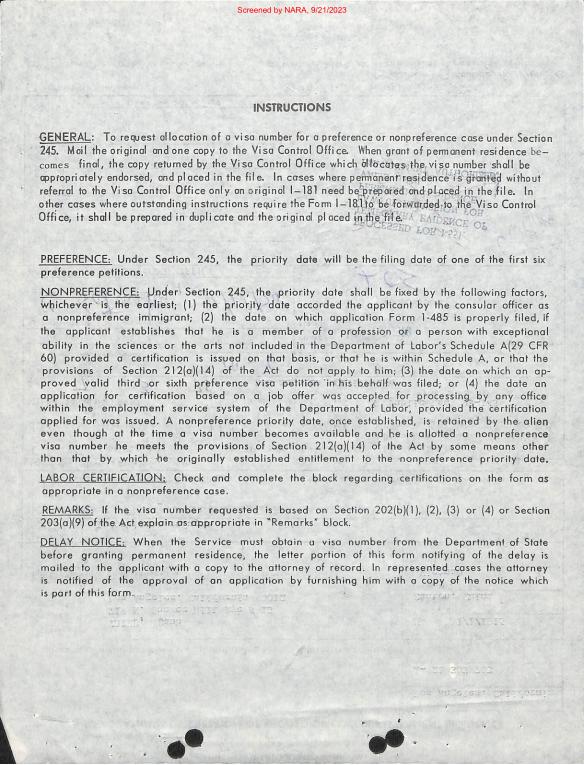 Screened by NARA, 9/21/2023
INSTRUCTIONS
GENERAL: To request allocation of a visa number for a preference or nonpreference case under Section
245. Mail the original and one copy to the Visa Control Office. When grant of permanent residence be-
comes final, the copy returned by the Visa Control Office which allocates the visa number shall be
appropriately endorsed, and placed in the file. In cases where permanent residence is granted without
referral to the Visa Control Office only an original I-181 need be prepared and placed in the file. In
other cases where outstanding instructions require the Form I-181 to be forwarded to the Visa Control
Office, it shall be prepared in duplicate and the original placed in the file.
PREFERENCE: Under Section 245, the priority date will be the filing date of one of the first six
preference petitions.
NONPREFERENCE: Under Section 245, the priority date shall be fixed by the following factors,
whichever is the earliest; (1) the priority date accorded the applicant by the consular officer as
a nonpreference immigrant; (2) the date on which application Form 1-485 is properly filed, if
the applicant establishes that he is a member of a profession or a person with exceptional
ability in the sciences or the arts not included in the Department of Labor's Schedule A(29 CFR
60) provided a certification is issued on that basis, or that he is within Schedule A, or that the
provisions of Section 212(a)(14) of the Act do not apply to him; (3) the date on which an ap-
proved valid third or sixth preference visa petition in his behalf was filed; or (4) the date an
application for certification based on a job offer was accepted for processing by any office
within the employment service system of the Department of Labor, provided the certification
applied for was issued. A nonpreference priority date, once established, is retained by the alien
even though at the time a visa number becomes available and he is allotted a nonpreference
visa number he meets the provisions of Section 212(a)(14) of the Act by some means other
than that by which he originally established entitlement to the nonpreference priority date.
LABOR CERTIFICATION: Check and complete the block regarding certifications on the form as
appropriate in a nonpreference case.
REMARKS: If the visa number requested is based on Section 202(b)(1), (2), (3) or (4) or Section
203(a)(9) of the Act explain as appropriate in "Remarks" block.
DELAY NOTICE: When the Service must obtain a visa number from the Department of State
before granting permanent residence, the letter portion of this form notifying of the delay is
mailed to the applicant with a copy to the attorney of record. In represented cases the attorney
is notified of the approval of an application by furnishing him with a copy of the notice which
is part of this form.